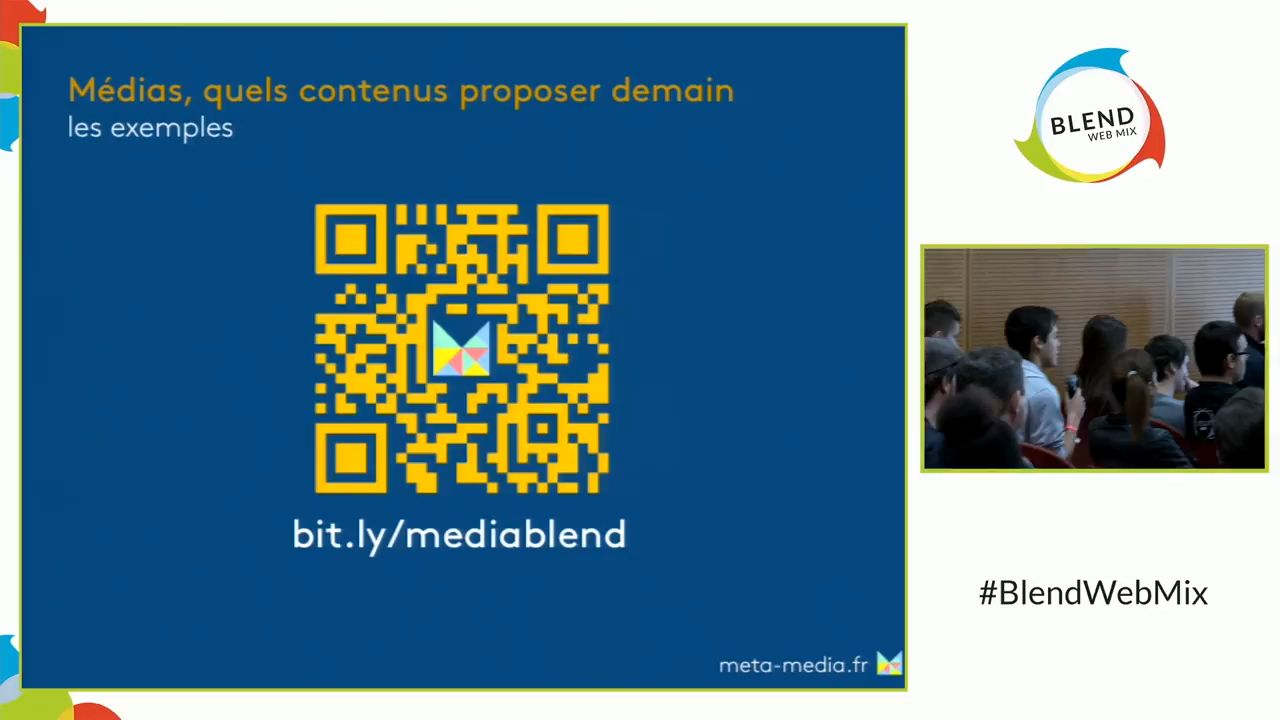 Médias, quels contenus proposer demain
les exemples
bit.ly/mediablend
meta-media.fr
BLEND
WEB MIX
#BlendWebMix